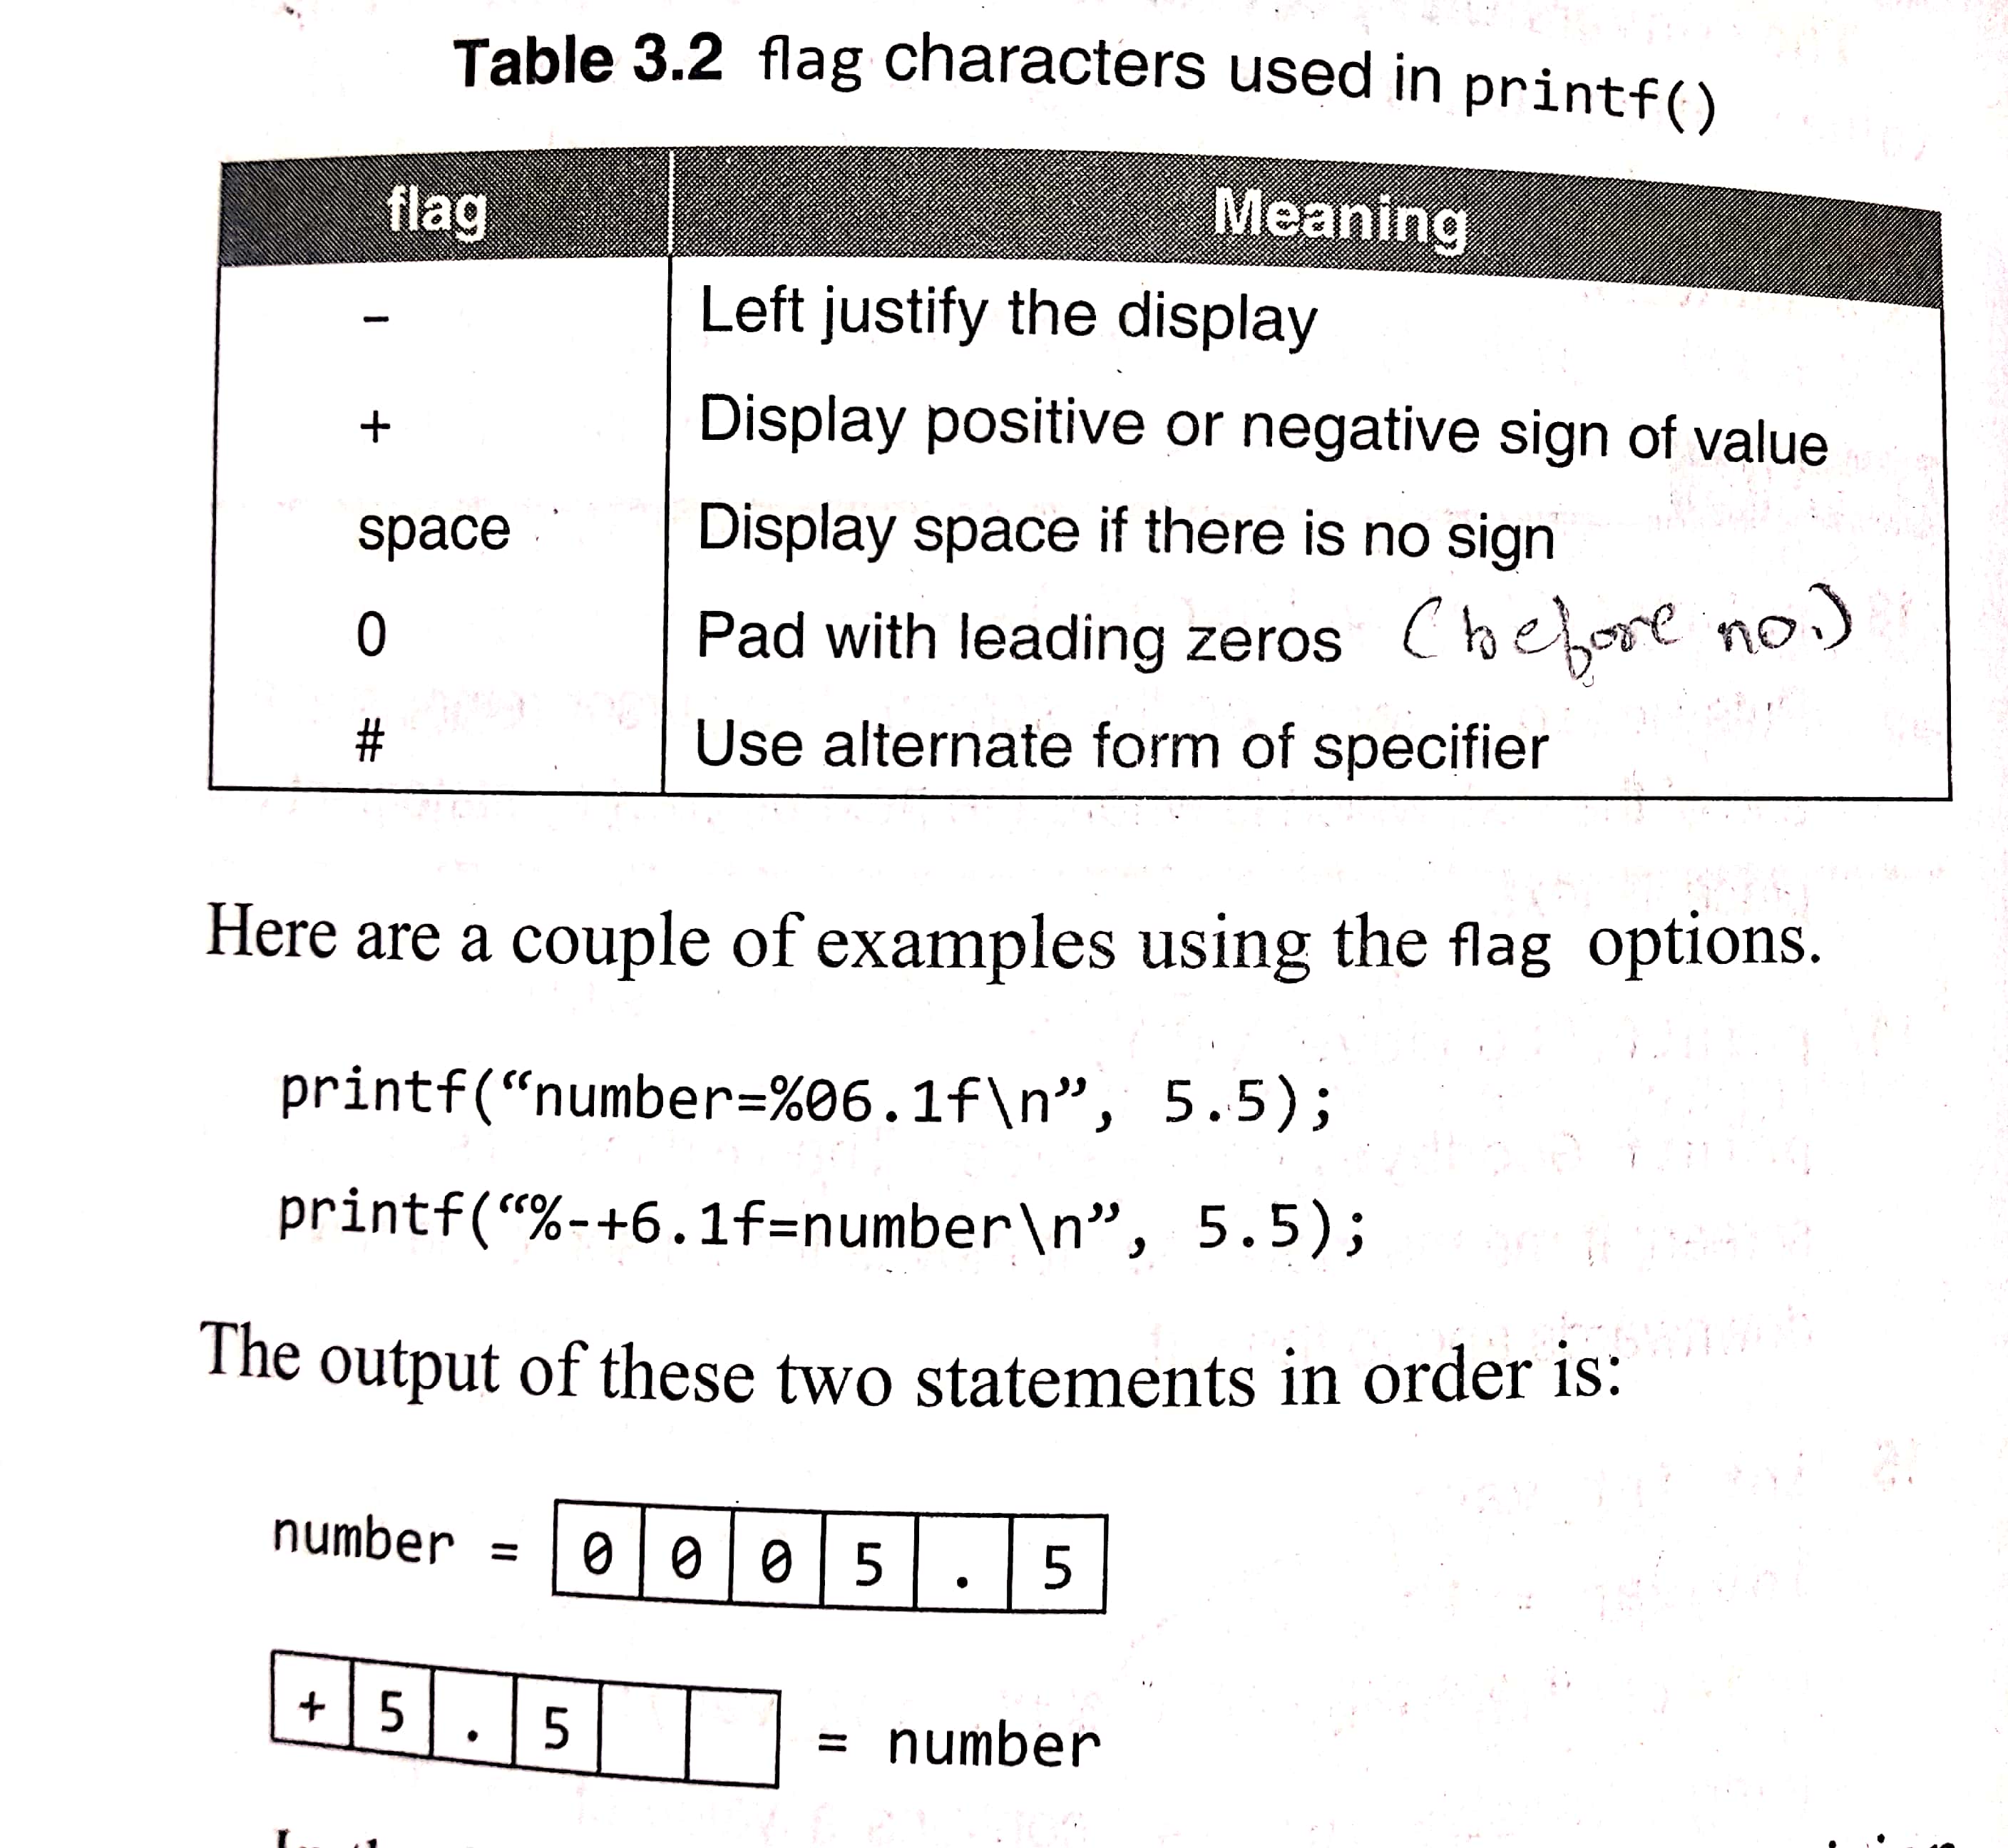 Table 3.2 flag characters used in printf()
flag Meaning
– Left justify the display
+ Display positive or negative sign of value
space Display space if there is no sign
0 Pad with leading zeros (before no.)
# Use alternate form of specifier
Here are a couple of examples using the flag options.
printf(“number=%06.1f\n”, 5.5);
printf(“%-+6.1f=number\n”, 5.5);
The output of these two statements in order is:
number = 0 0 0 5 . 5
+ 5 . 5 = number